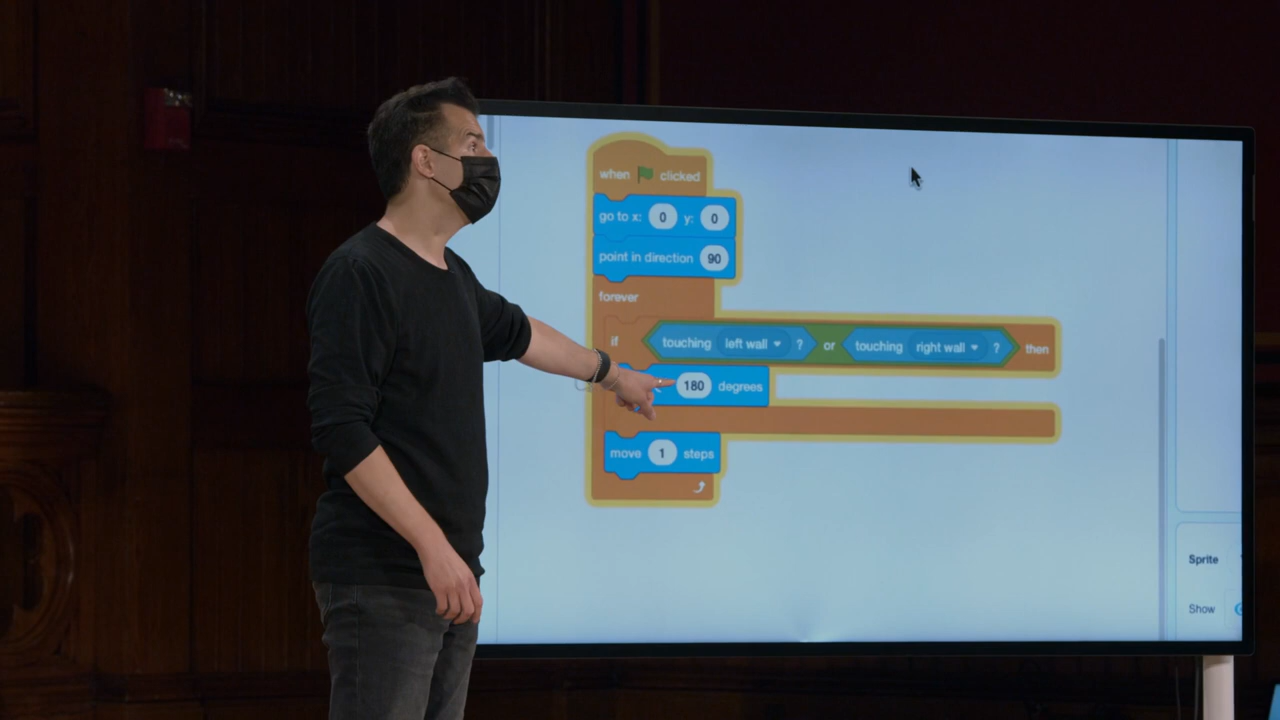 when clicked
go to x: 0 y: 0
point in direction 90
forever
if touching left wall ? or touching right wall ? then
180 degrees
move 1 steps
Sprite
Show